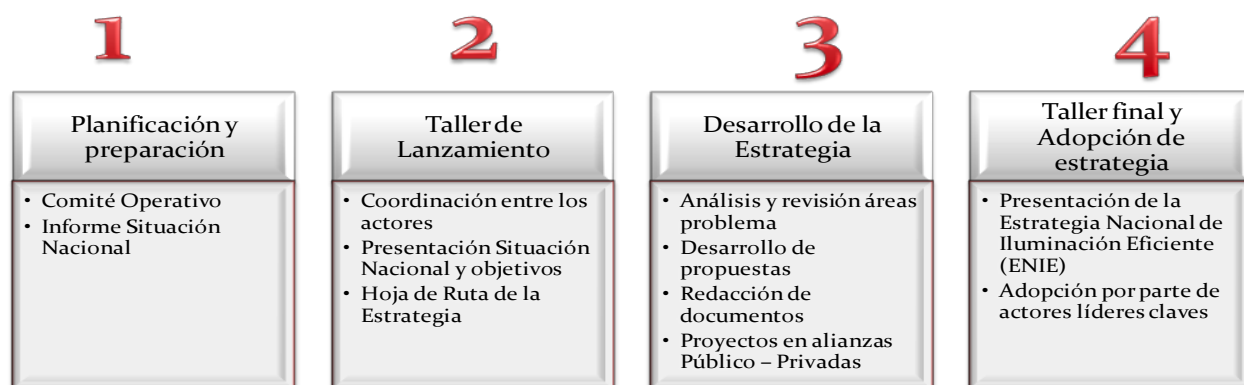 1
Planificación y
preparación
• Comité Operativo
• Informe Situación
Nacional
2
Taller de
Lanzamiento
• Coordinación entre los
actores
• Presentación Situación
Nacional y objetivos
• Hoja de Ruta de la
Estrategia
3
Desarrollo de la
Estrategia
• Análisis y revisión áreas
problema
• Desarrollo de
propuestas
• Redacción de
documentos
• Proyectos en alianzas
Público – Privadas
4
Taller final y
Adopción de
estrategia
• Presentación de la
Estrategia Nacional de
Iluminación Eficiente
(ENIE)
• Adopción por parte de
actores líderes claves